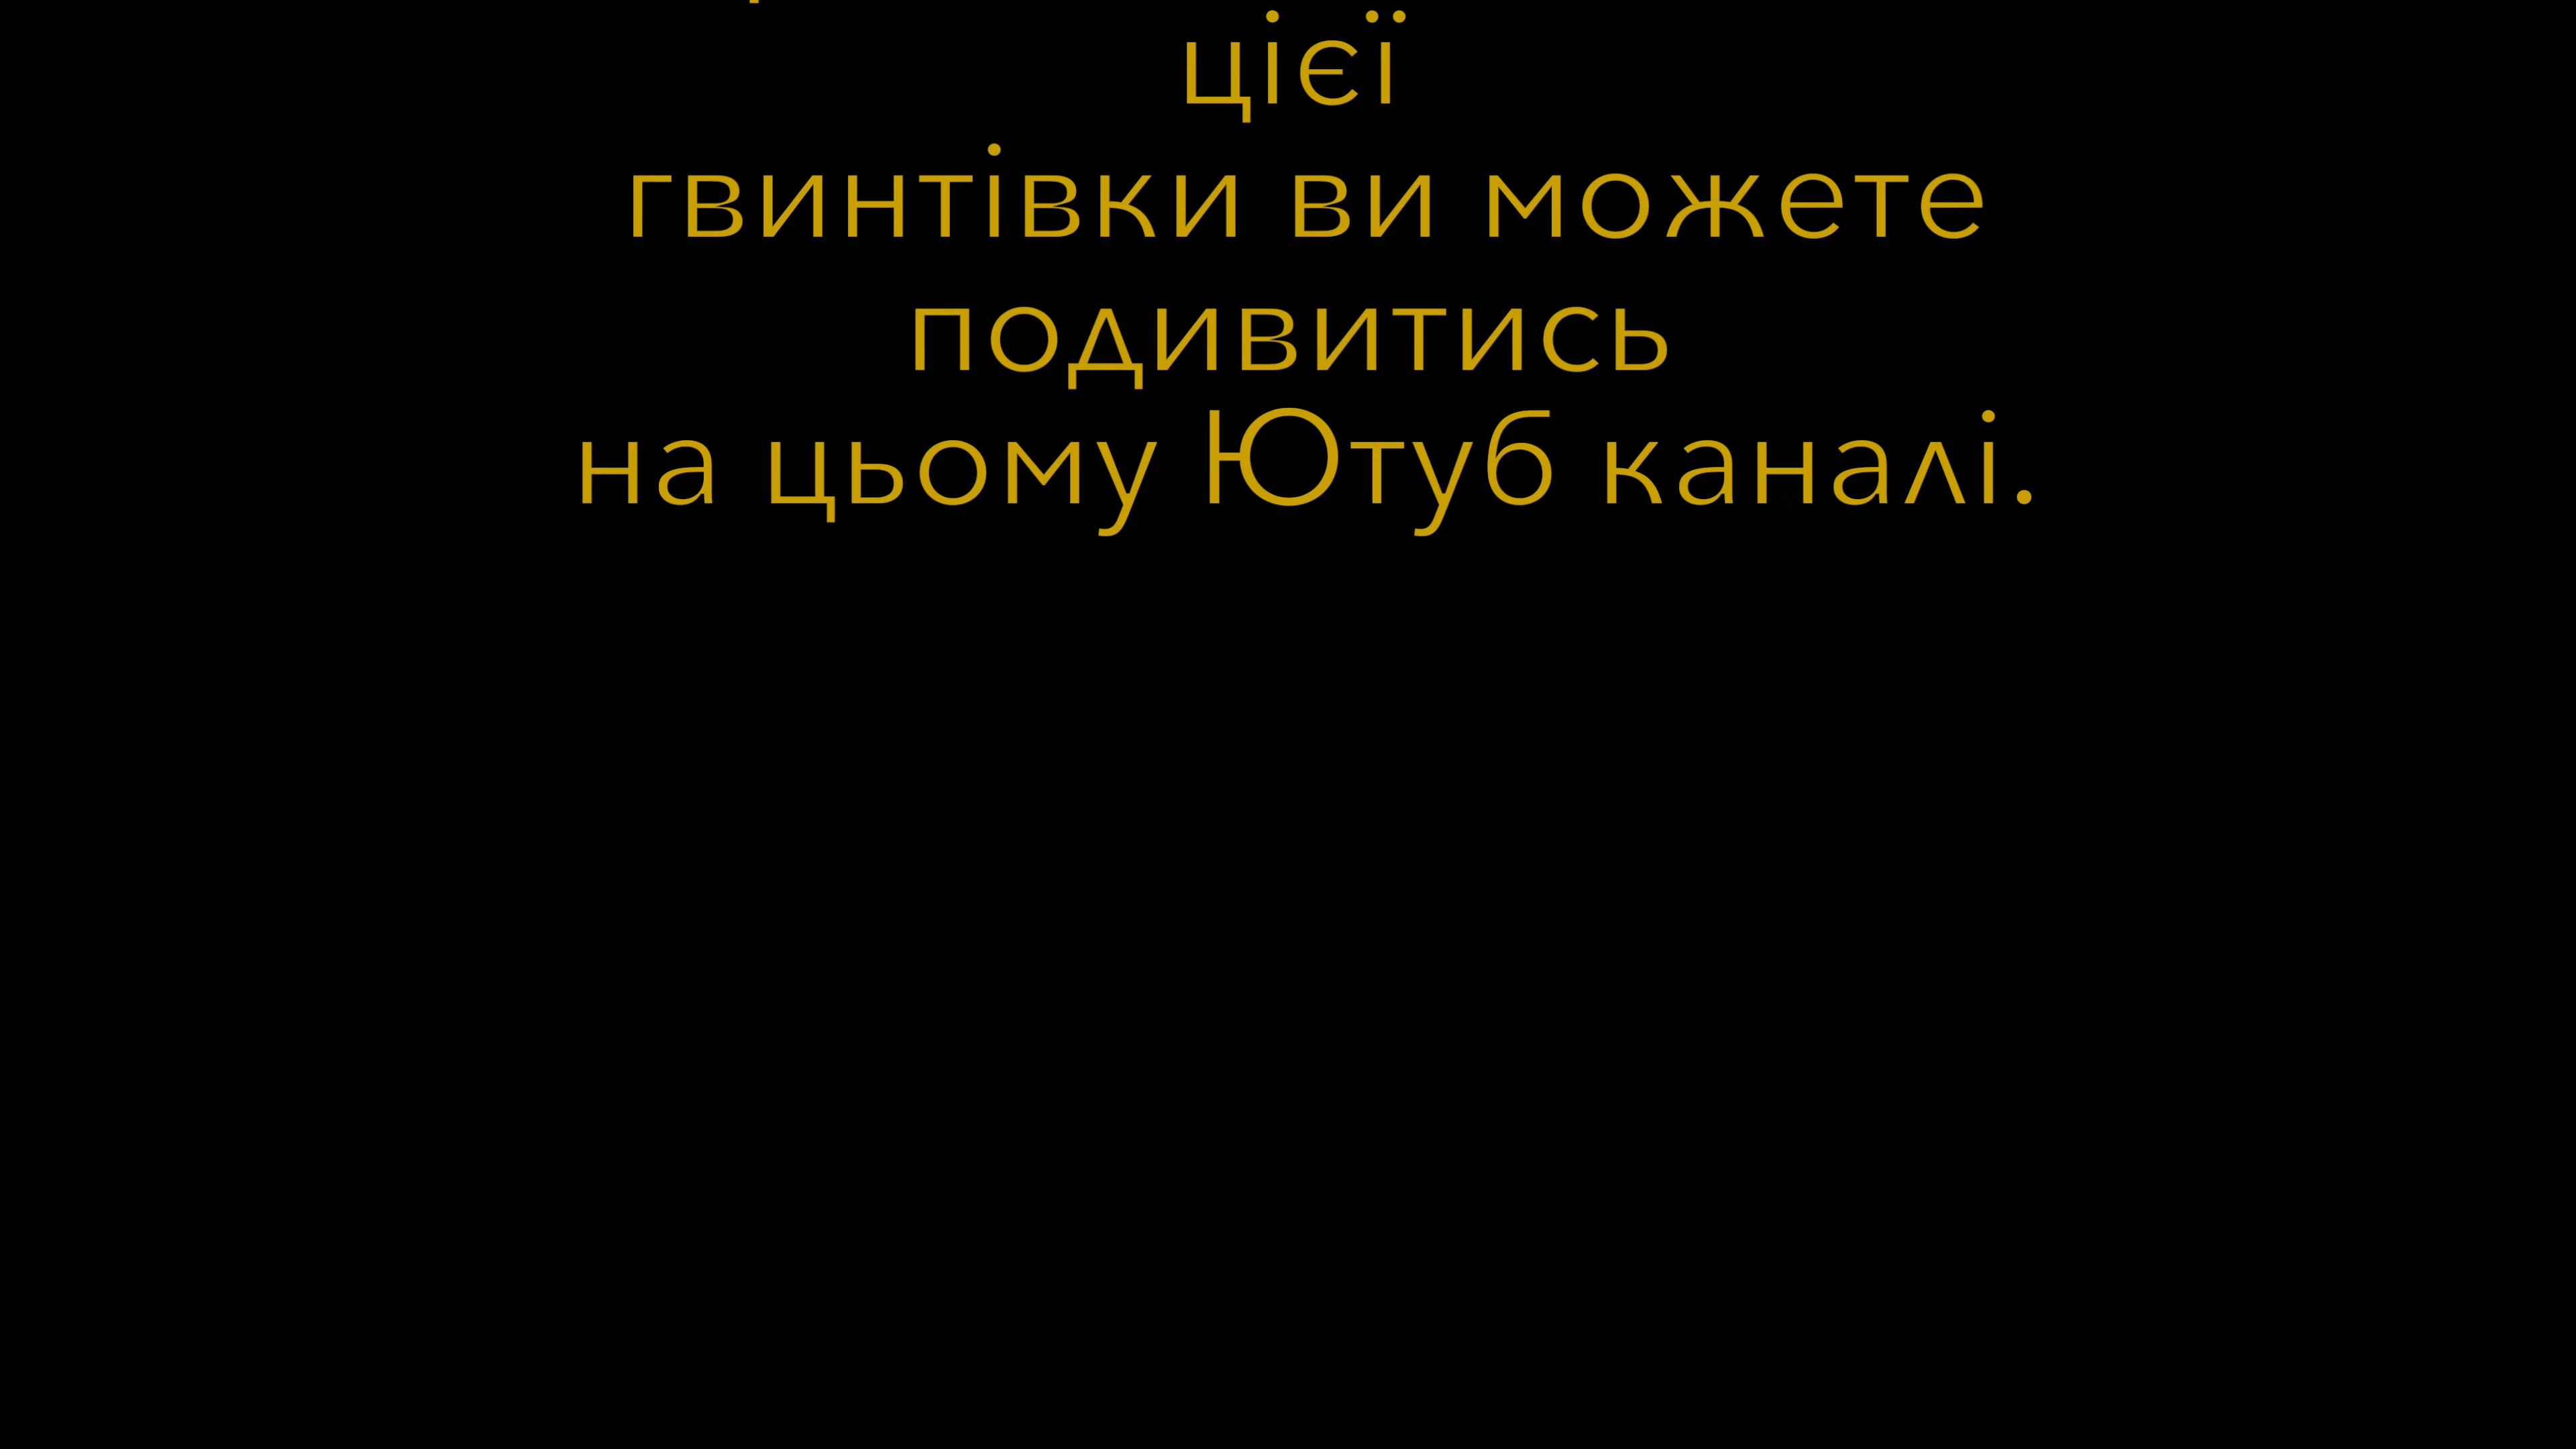 цієї
гвинтівки ви можете
подивитись
на цьому Ютуб каналі.